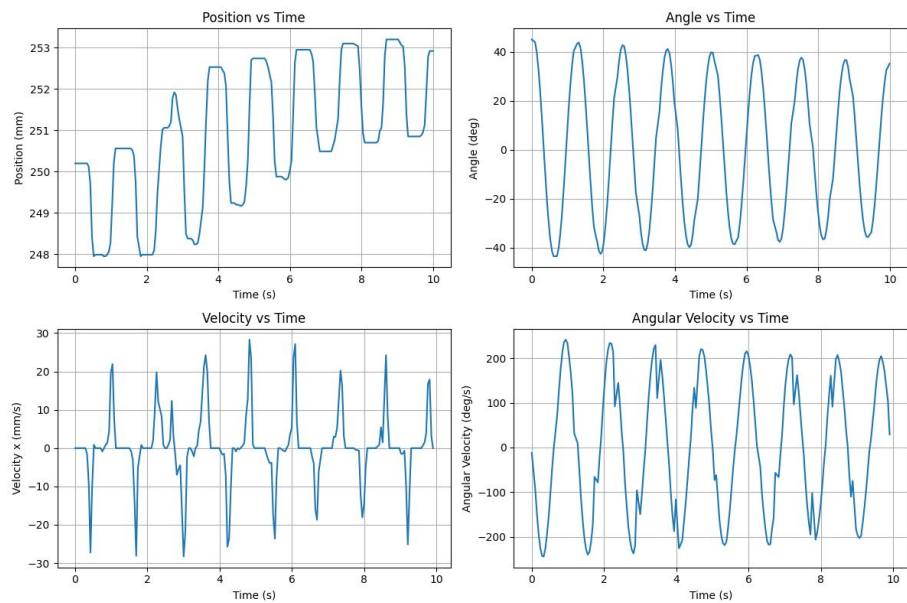 Position vs Time
Position (mm)
253
252
251
250
249
248
0 2 4 6 8 10
Time (s)
Angle vs Time
Angle (deg)
40
20
0
−20
−40
0 2 4 6 8 10
Time (s)
Velocity vs Time
Velocity x (mm/s)
30
20
10
0
−10
−20
−30
0 2 4 6 8 10
Time (s)
Angular Velocity vs Time
Angular Velocity (deg/s)
200
100
0
−100
−200
0 2 4 6 8 10
Time (s)